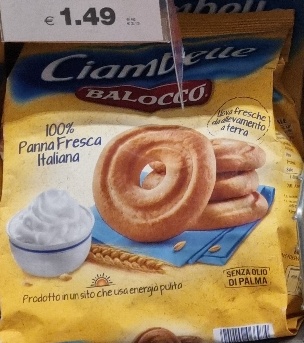 € 1.49
Ciambelle
BALOCCO
100%
Panna Fresca
Italiana
Uova fresche
da allevamento
a terra
SENZA OLIO
DI PALMA
Prodotto in un sito che usa energia pulita